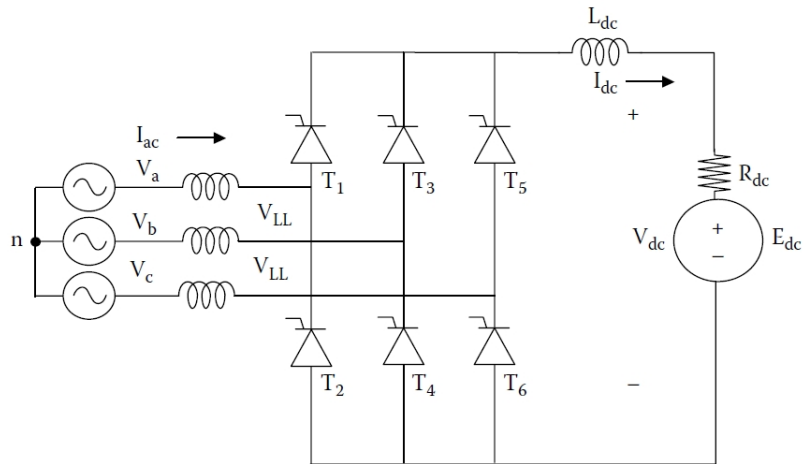 L_dc
I_dc
+
I_ac
V_a
T_1
T_3
T_5
R_dc
V_LL
n
V_b
V_dc
+
−
E_dc
V_LL
V_c
T_2
T_4
T_6
−